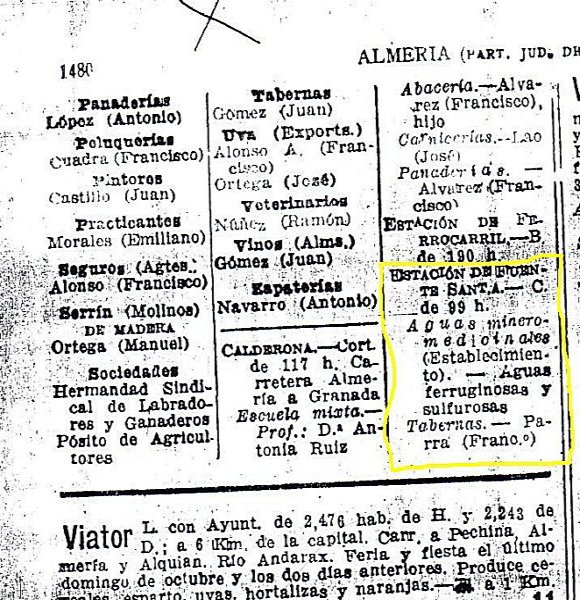 1480
ALMERIA (PART. JUD. DE
Panaderías
López (Antonio)
Peluquerías
Cuadra (Francisco)
Pintores
Castillo (Juan)
Practicantes
Morales (Emiliano)
Seguros (Agtes.)
Alonso (Francisco)
Serrín (Molinos)
DE MADERA
Ortega (Manuel)
Sociedades
Hermandad Sindi-
cal de Labrado-
res y Ganaderos
Pósito de Agricul-
tores
Tabernas
Gómez (Juan)
Uva (Exports.)
Alonso A. (Fran-
cisco)
Ortega (José)
Veterinarios
Núñez (Ramón)
Vinos (Alms.)
Gómez (Juan)
Zapaterías
Navarro (Antonio)
CALDERONA.—Cort.
de 117 h. Ca-
rretera Alme-
ría a Granada
Escuela mixta.—
Prof.: D.ª An-
tonia Ruiz
Abacería.—Alva-
rez (Francisco),
hijo
Carnicerías.--Lao
(José)
Panaderías. —
Alvarez (Fran-
cisco)
ESTACIÓN DE FE-
RROCARRIL.—B.
de 190 h.
ESTACIÓN DE FUEN-
TE SANTA.— C.
de 99 h.
Aguas minero-
medicinales
(Establecimien-
to). — Aguas
ferruginosas y
sulfurosas
Tabernas. — Pa-
rra (Franc.º)
Viator L. con Ayunt. de 2,476 hab. de H. y 2,243 de
D.; a 6 Km. de la capital. Carr. a Pechina, Al-
mería y Alquián. Río Andarax. Feria y fiesta el último
domingo de octubre y los dos días anteriores. Produce ce-
reales, esparto, uvas, hortalizas y naranjas.— a 1 Km.